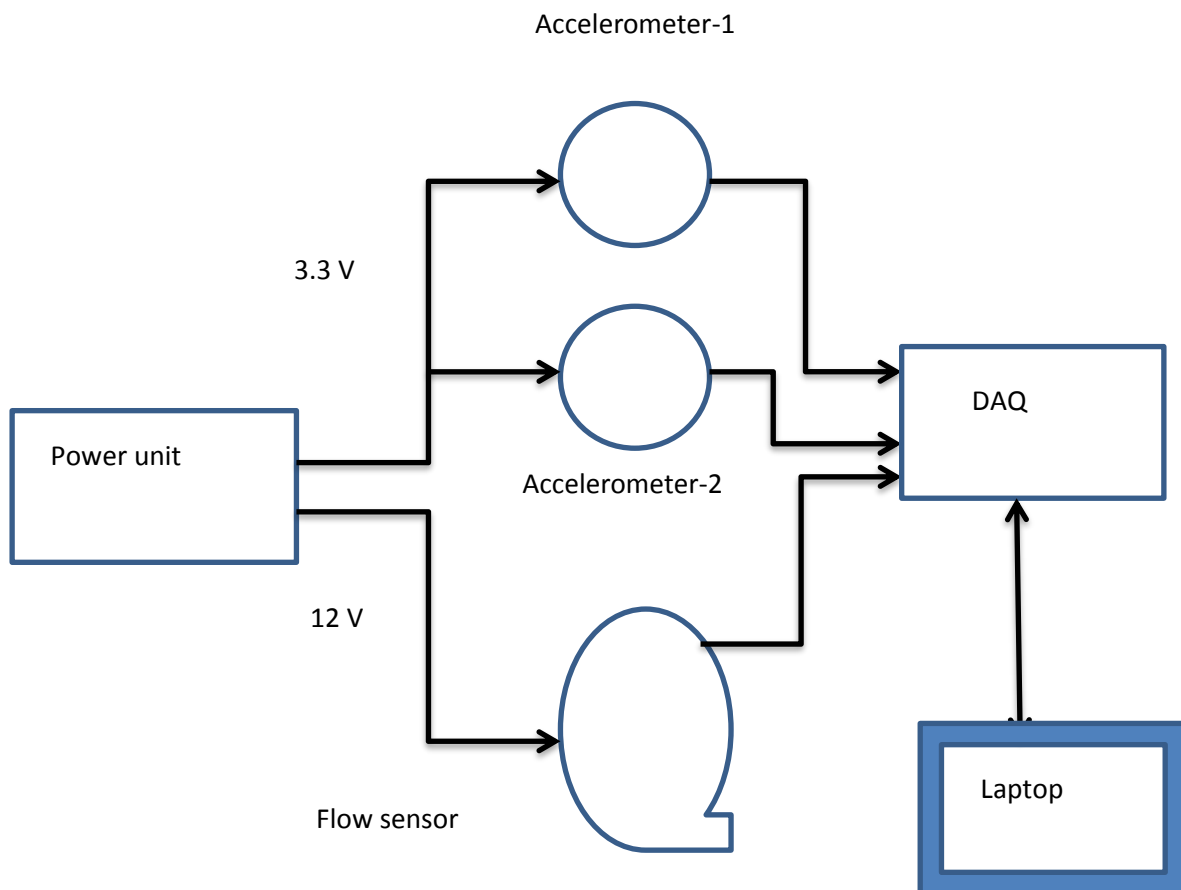 Accelerometer-1
3.3 V
DAQ
Power unit
Accelerometer-2
12 V
Laptop
Flow sensor